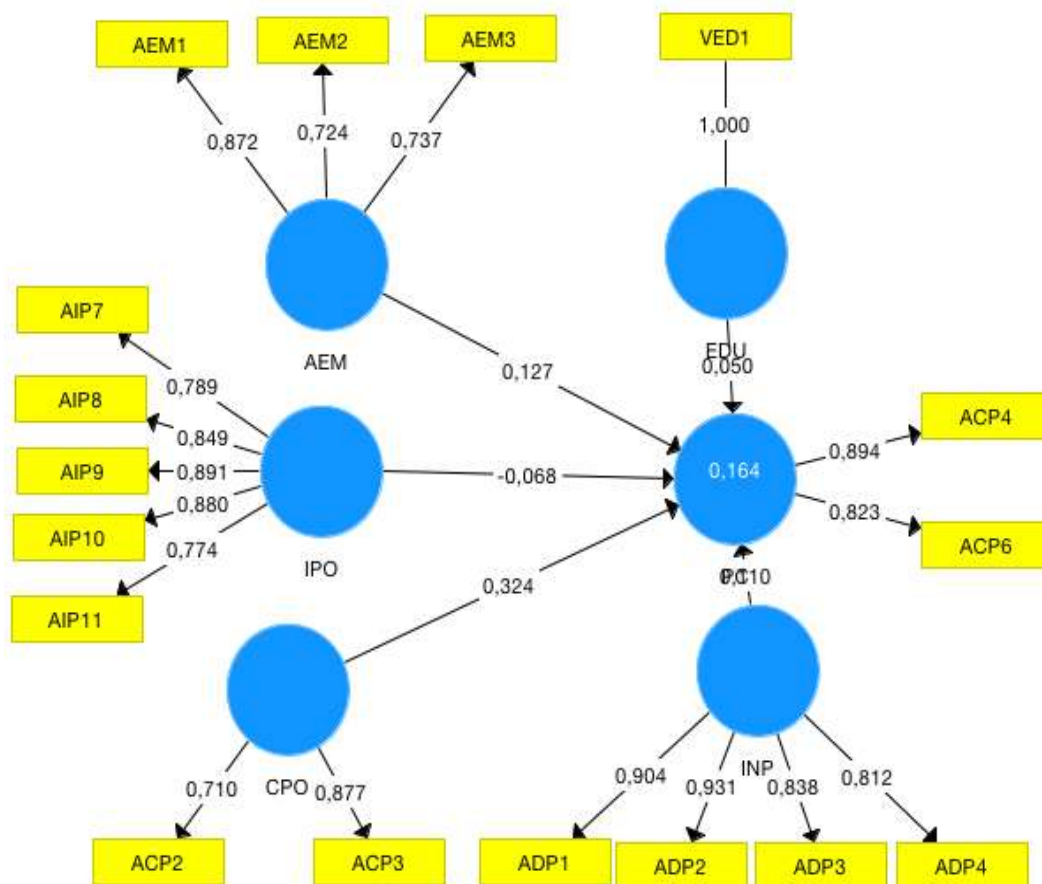 AEM1
AEM2
AEM3
VED1
0,872
0,724
0,737
1,000
AIP7
AEM
EDU
0,050
0,127
0,789
AIP8
0,849
AIP9
0,891
AIP10
0,880
0,774
AIP11
-0,068
0,164
0,894
ACP4
0,823
ACP6
IPO
0,324
CPO
INP
0,710
0,877
0,904
0,931
0,838
0,812
ACP2
ACP3
ADP1
ADP2
ADP3
ADP4